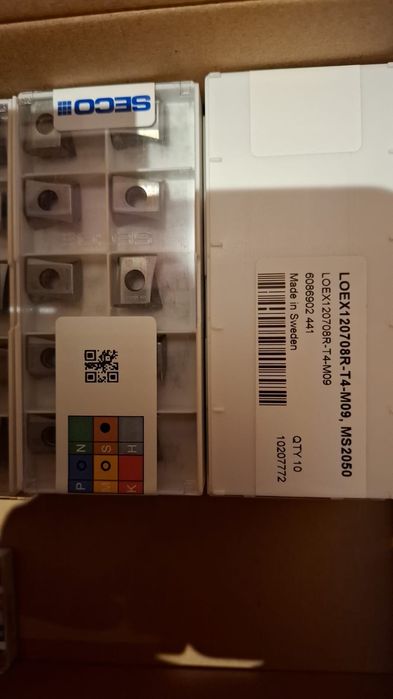 SECO
P N
M S
K H
LOEX120708R-T4-M09, MS2050
LOEX120708R-T4-M09
6086902 441
Made in Sweden
QTY 10
10207772